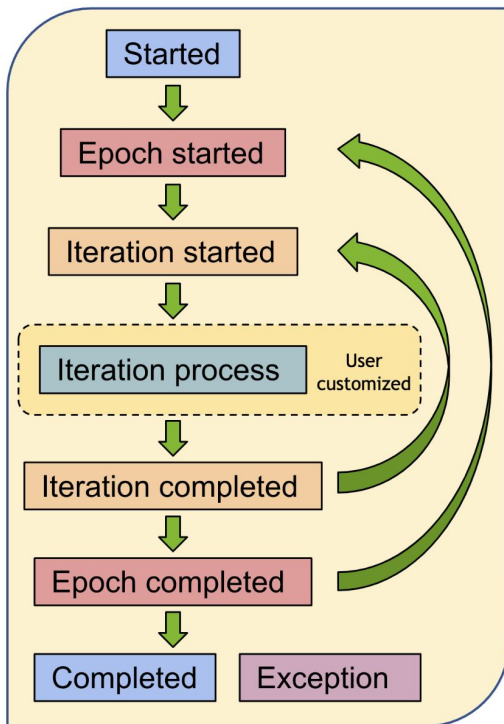 Started
Epoch started
Iteration started
Iteration process
User
customized
Iteration completed
Epoch completed
Completed
Exception